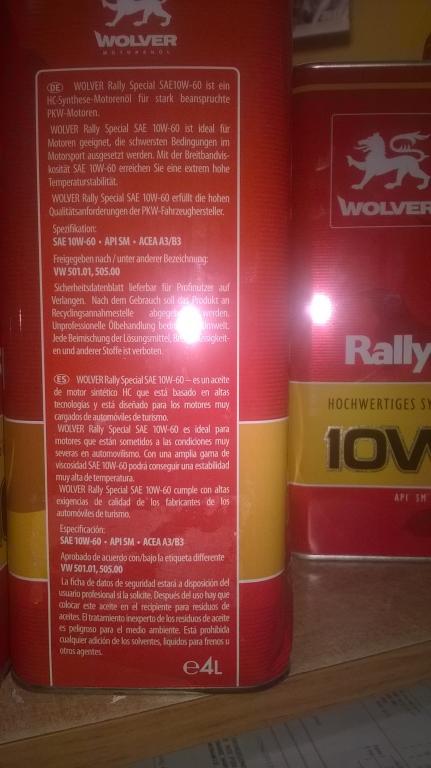 WOLVER
MOTORENÖL
DE WOLVER Rally Special SAE10W-60 ist ein
HC-Synthese-Motorenöl für stark beanspruchte
PKW-Motoren.
WOLVER Rally Special SAE 10W-60 ist ideal für
Motoren geeignet, die schwersten Bedingungen im
Motorsport ausgesetzt werden. Mit der Breitbandvis-
kosität SAE 10W-60 erreichen Sie eine extrem hohe
Temperaturstabilität.
WOLVER Rally Special SAE 10W-60 erfüllt die hohen
Qualitätsanforderungen der PKW-Fahrzeughersteller.
Spezifikation:
SAE 10W-60 • API SM • ACEA A3/B3
Freigegeben nach / unter anderer Bezeichnung:
VW 501.01, 505.00
Sicherheitsdatenblatt lieferbar für Profinutzer auf
Verlangen. Nach dem Gebrauch soll das Produkt an
Recyclingsannahmestelle werden.
Unprofessionelle Ölbehandlung Umwelt.
Jede Beimischung der Lösungsmittel,
en und anderer Stoffe ist verboten.
ES WOLVER Rally Special SAE 10W-60 – es un aceite
de motor sintético HC que está basado en altas
tecnologías y está diseñado para los motores muy
cargados de automóviles de turismo.
WOLVER Rally Special SAE 10W-60 es ideal para
motores que están sometidos a las condiciones muy
severas en automovilismo. Con una amplia gama de
viscosidad SAE 10W-60 podrá conseguir una estabilidad
muy alta de temperatura.
WOLVER Rally Special SAE 10W-60 cumple con altas
exigencias de calidad de los fabricantes de los
automóviles de turismo.
Especificación:
SAE 10W-60 • API SM • ACEA A3/B3
Aprobado de acuerdo con/bajo la etiqueta differente
VW 501.01, 505.00
La ficha de datos de seguridad estará a disposición del
usuario profesional si la solicite. Después del uso hay que
colocar este aceite en el recipiente para residuos de
aceites. El tratamiento inexperto de los residuos de aceite
es peligroso para el medio ambiente. Está prohibida
cualquier adición de los solventes, liquidos para frenos u
otros agentes.
℮4L
WOLVER
Rally
HOCHWERTIGES SY
10W
API SM